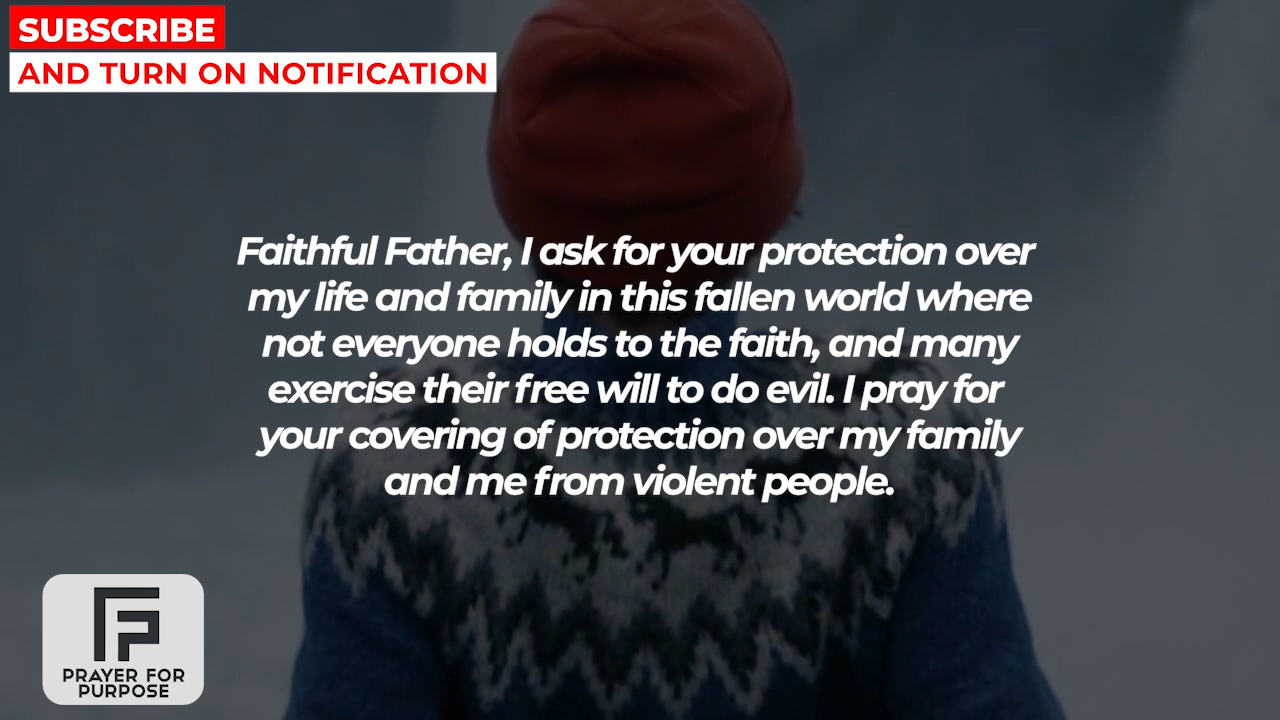 SUBSCRIBE
AND TURN ON NOTIFICATION
Faithful Father, I ask for your protection over
my life and family in this fallen world where
not everyone holds to the faith, and many
exercise their free will to do evil. I pray for
your covering of protection over my family
and me from violent people.
PRAYER FOR
PURPOSE